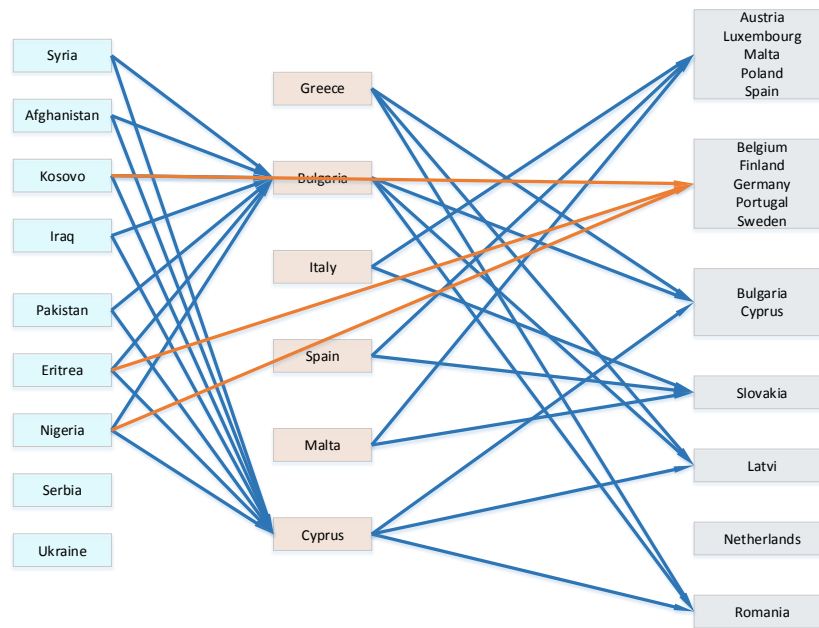 Syria
Afghanistan
Kosovo
Iraq
Pakistan
Eritrea
Nigeria
Serbia
Ukraine
Greece
Bulgaria
Italy
Spain
Malta
Cyprus
Austria
Luxembourg
Malta
Poland
Spain
Belgium
Finland
Germany
Portugal
Sweden
Bulgaria
Cyprus
Slovakia
Latvi
Netherlands
Romania